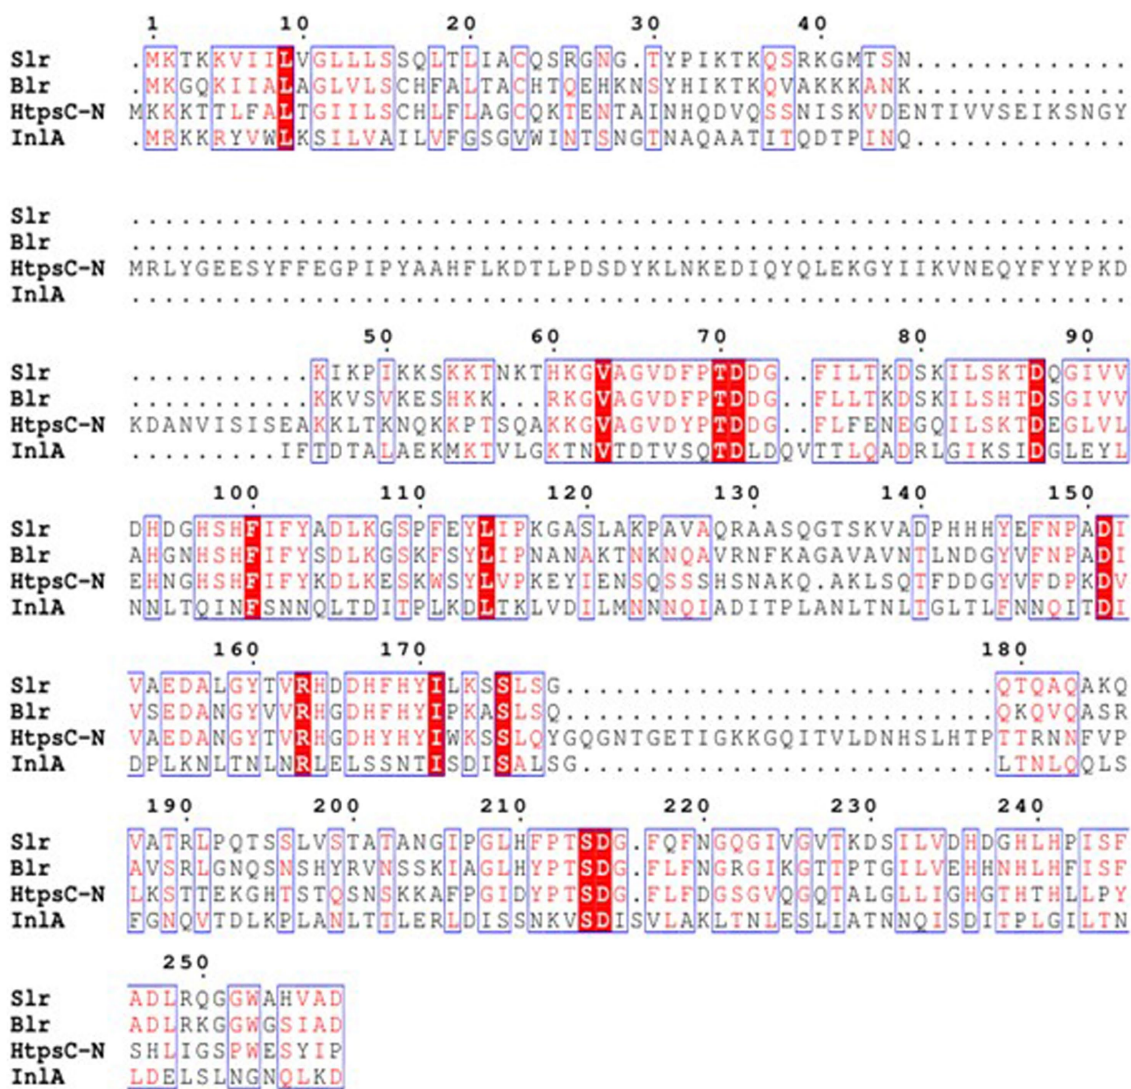 1 10 20 30 40
Slr .MKTKKVIILVGLLLSSQLTLIACQSRGNG.TYPIKTKQSRKGMTSN.............
Blr .MKGQKIIALAGLVLSCHFALTACHTQEHKNSYHIKTKQVAKKKANK.............
HtpsC-N MKKKTTLFALTGIILSCHLFLAGCQKTENTAINHQDVQSSNISKVDENTIVVSEIKSNGY
InlA .MRKKRYVWLKSILVAILVFGSGVWINTSNGTNAQAATITQDTPINQ.............
Slr ............................................................
Blr ............................................................
HtpsC-N MRLYGEESYFFEGPIPYAAHFLKDTLPDSDYKLNKEDIQYQLEKGYIIKVNEQYFYYPKD
InlA ............................................................
50 60 70 80 90
Slr ...........KIKPIKKSKKTNKTHKGVAGVDFPTDDG..FILTKDSKILSKTDQGIVV
Blr ...........KKVSVKESHKK...RKGVAGVDFPTDDG..FLLTKDSKILSHTDSGIVV
HtpsC-N KDANVISISEAKKLTKNQKKPTSQAKKGVAGVDYPTDDG..FLFENEGQILSKTDEGLVL
InlA .........IFTDTALAEKMKTVLGKTNVTDTVSQTDLDQVTTLQADRLGIKSIDGLEYL
100 110 120 130 140 150
Slr DHDGHSHFIFYADLKGSPFEYLIPKGASLAKPAVAQRAASQGTSKVADPHHHYEFNPADI
Blr AHGNHSHFIFYSDLKGSKFSYLIPNANAKTNKNQAVRNFKAGAVAVNTLNDGYVFNPADI
HtpsC-N EHNGHSHFIFYKDLKESKWSYLVPKEYIENSQSSSHSNAKQ.AKLSQTFDDGYVFDPKDV
InlA NNLTQINFSNNQLTDITPLKDLTKLVDILMNNNQIADITPLANLTNLTGLTLFNNQITDI
160 170 180
Slr VAEDALGYTVRHDDHFHYILKSSLSG..........................QTQAQAKQ
Blr VSEDANGYVVRHGDHFHYIPKASLSQ..........................QKQVQASR
HtpsC-N VAEDANGYTVRHGDHYHYIWKSSLQYGQGNTGETIGKKGQITVLDNHSLHTPTTRNNFVP
InlA DPLKNLTNLNRLELSSNTISDISALSG.........................LTNLQQLS
190 200 210 220 230 240
Slr VATRLPQTSSLVSTATANGIPGLHFPTSDG.FQFNGQGIVGVTKDSILVDHDGHLHPISF
Blr AVSRLGNQSNSHYRVNSSKIAGLHYPTSDG.FLFNGRGIKGTTPTGILVEHHNHLHFISF
HtpsC-N LKSTTEKGHTSTQSNSKKAFPGIDYPTSDG.FLFDGSGVQGQTALGLLIGHGTHTHLLPY
InlA FGNQVTDLKPLANLTTLERLDISSNKVSDISVLAKLTNLESLIATNNQISDITPLGILTN
250
Slr ADLRQGGWAHVAD
Blr ADLRKGGWGSIAD
HtpsC-N SHLIGSPWESYIP
InlA LDELSLNGNQLKD